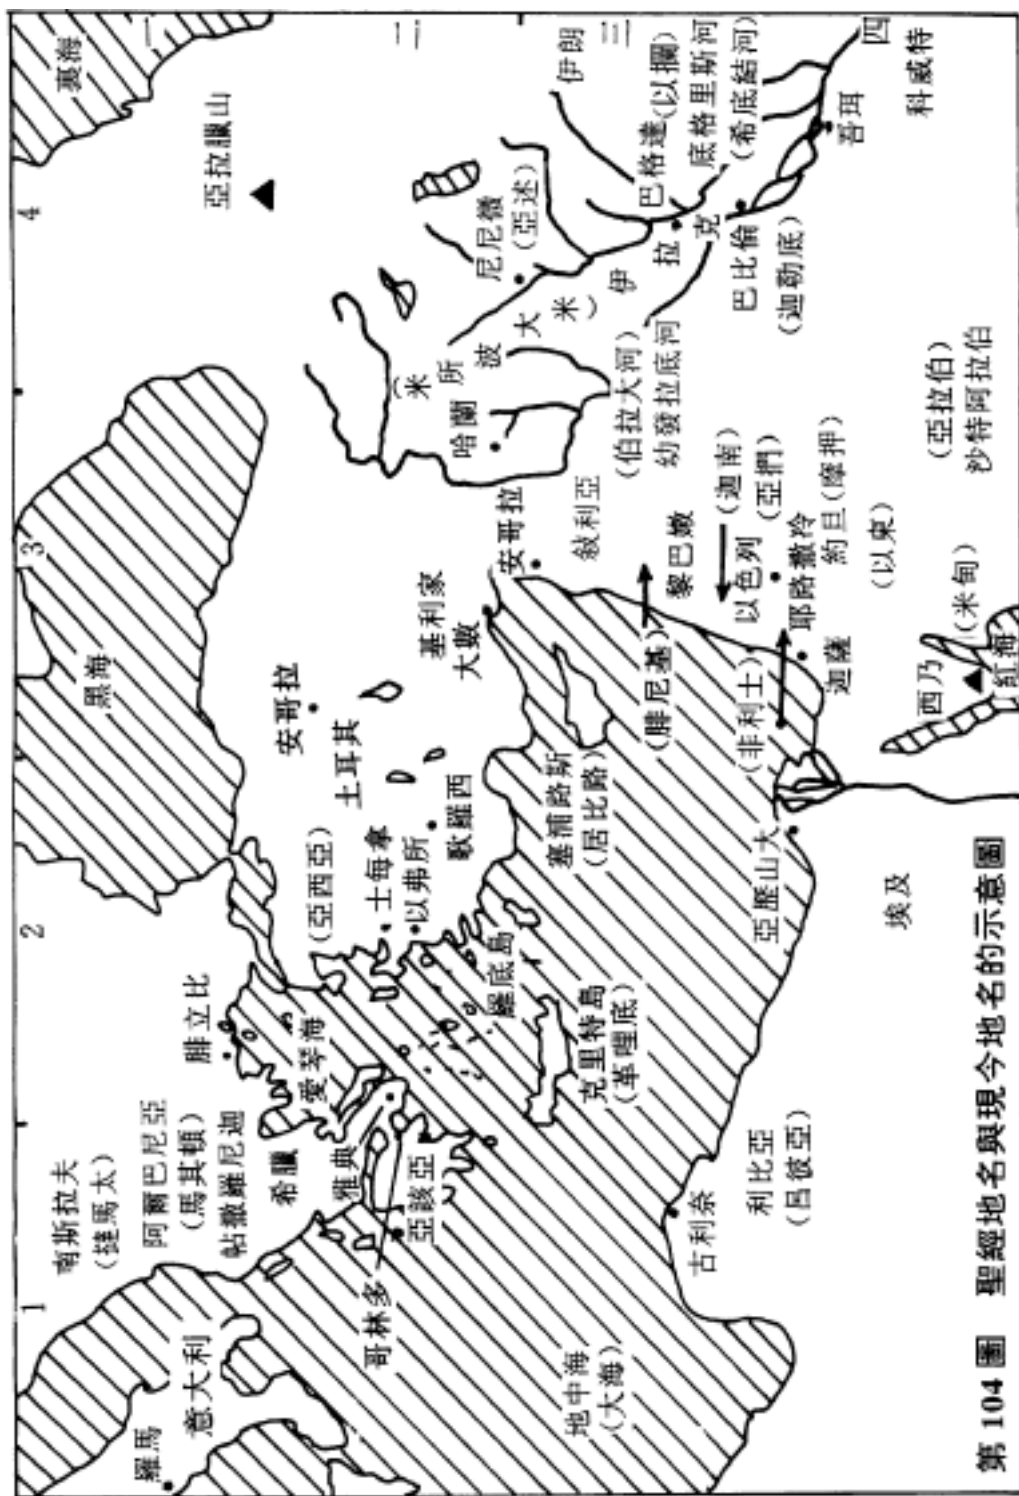 1
2
3
4
一
二
三
四
羅馬
意大利
南斯拉夫
(撻馬太)
阿爾巴尼亞
(馬其頓)
帖撒羅尼迦
腓立比
希臘
雅典
愛琴海
哥林多
亞該亞
地中海
(大海)
古利奈
利比亞
(呂彼亞)
克里特島
(革哩底)
羅底島
(亞西亞)
士每拿
以弗所
歌羅西
土耳其
安哥拉
黑海
基利家
大數
安哥拉
敍利亞
塞浦路斯
(居比路)
(腓尼基)
黎巴嫩
(非利士)
亞歷山大
埃及
迦薩
耶路撒冷
以色列
(迦南)
(亞捫)
約旦(摩押)
(以東)
西乃
(米甸)
紅海
(亞拉伯)
沙特阿拉伯
裏海
亞拉臘山
尼尼微
(亞述)
哈蘭
(米所波大米)
(伯拉大河)
幼發拉底河
伊拉克
伊朗
巴格達(以攔)
底格里斯河
(希底結河)
巴比倫
(迦勒底)
吾珥
科威特
第 104 圖 聖經地名與現今地名的示意圖